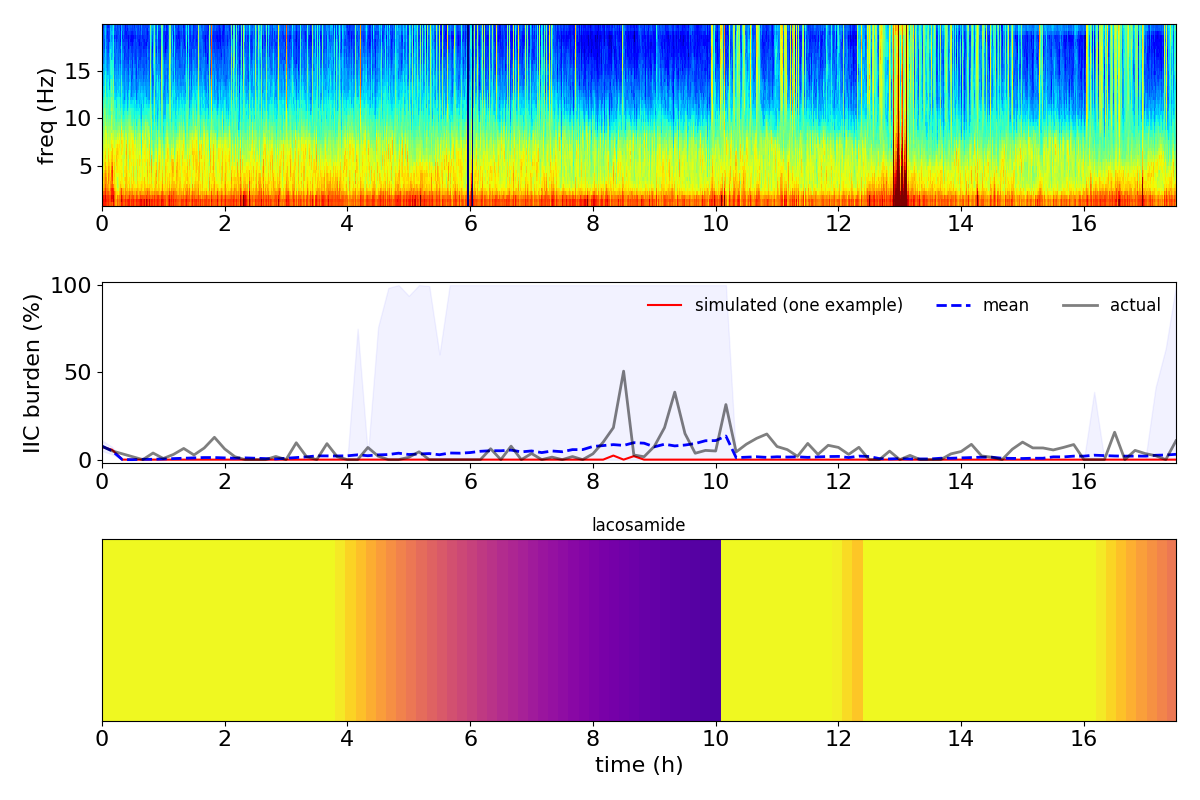 15
10
5
freq (Hz)
0 2 4 6 8 10 12 14 16
100
50
0
IIC burden (%)
simulated (one example) mean actual
0 2 4 6 8 10 12 14 16
lacosamide
0 2 4 6 8 10 12 14 16
time (h)